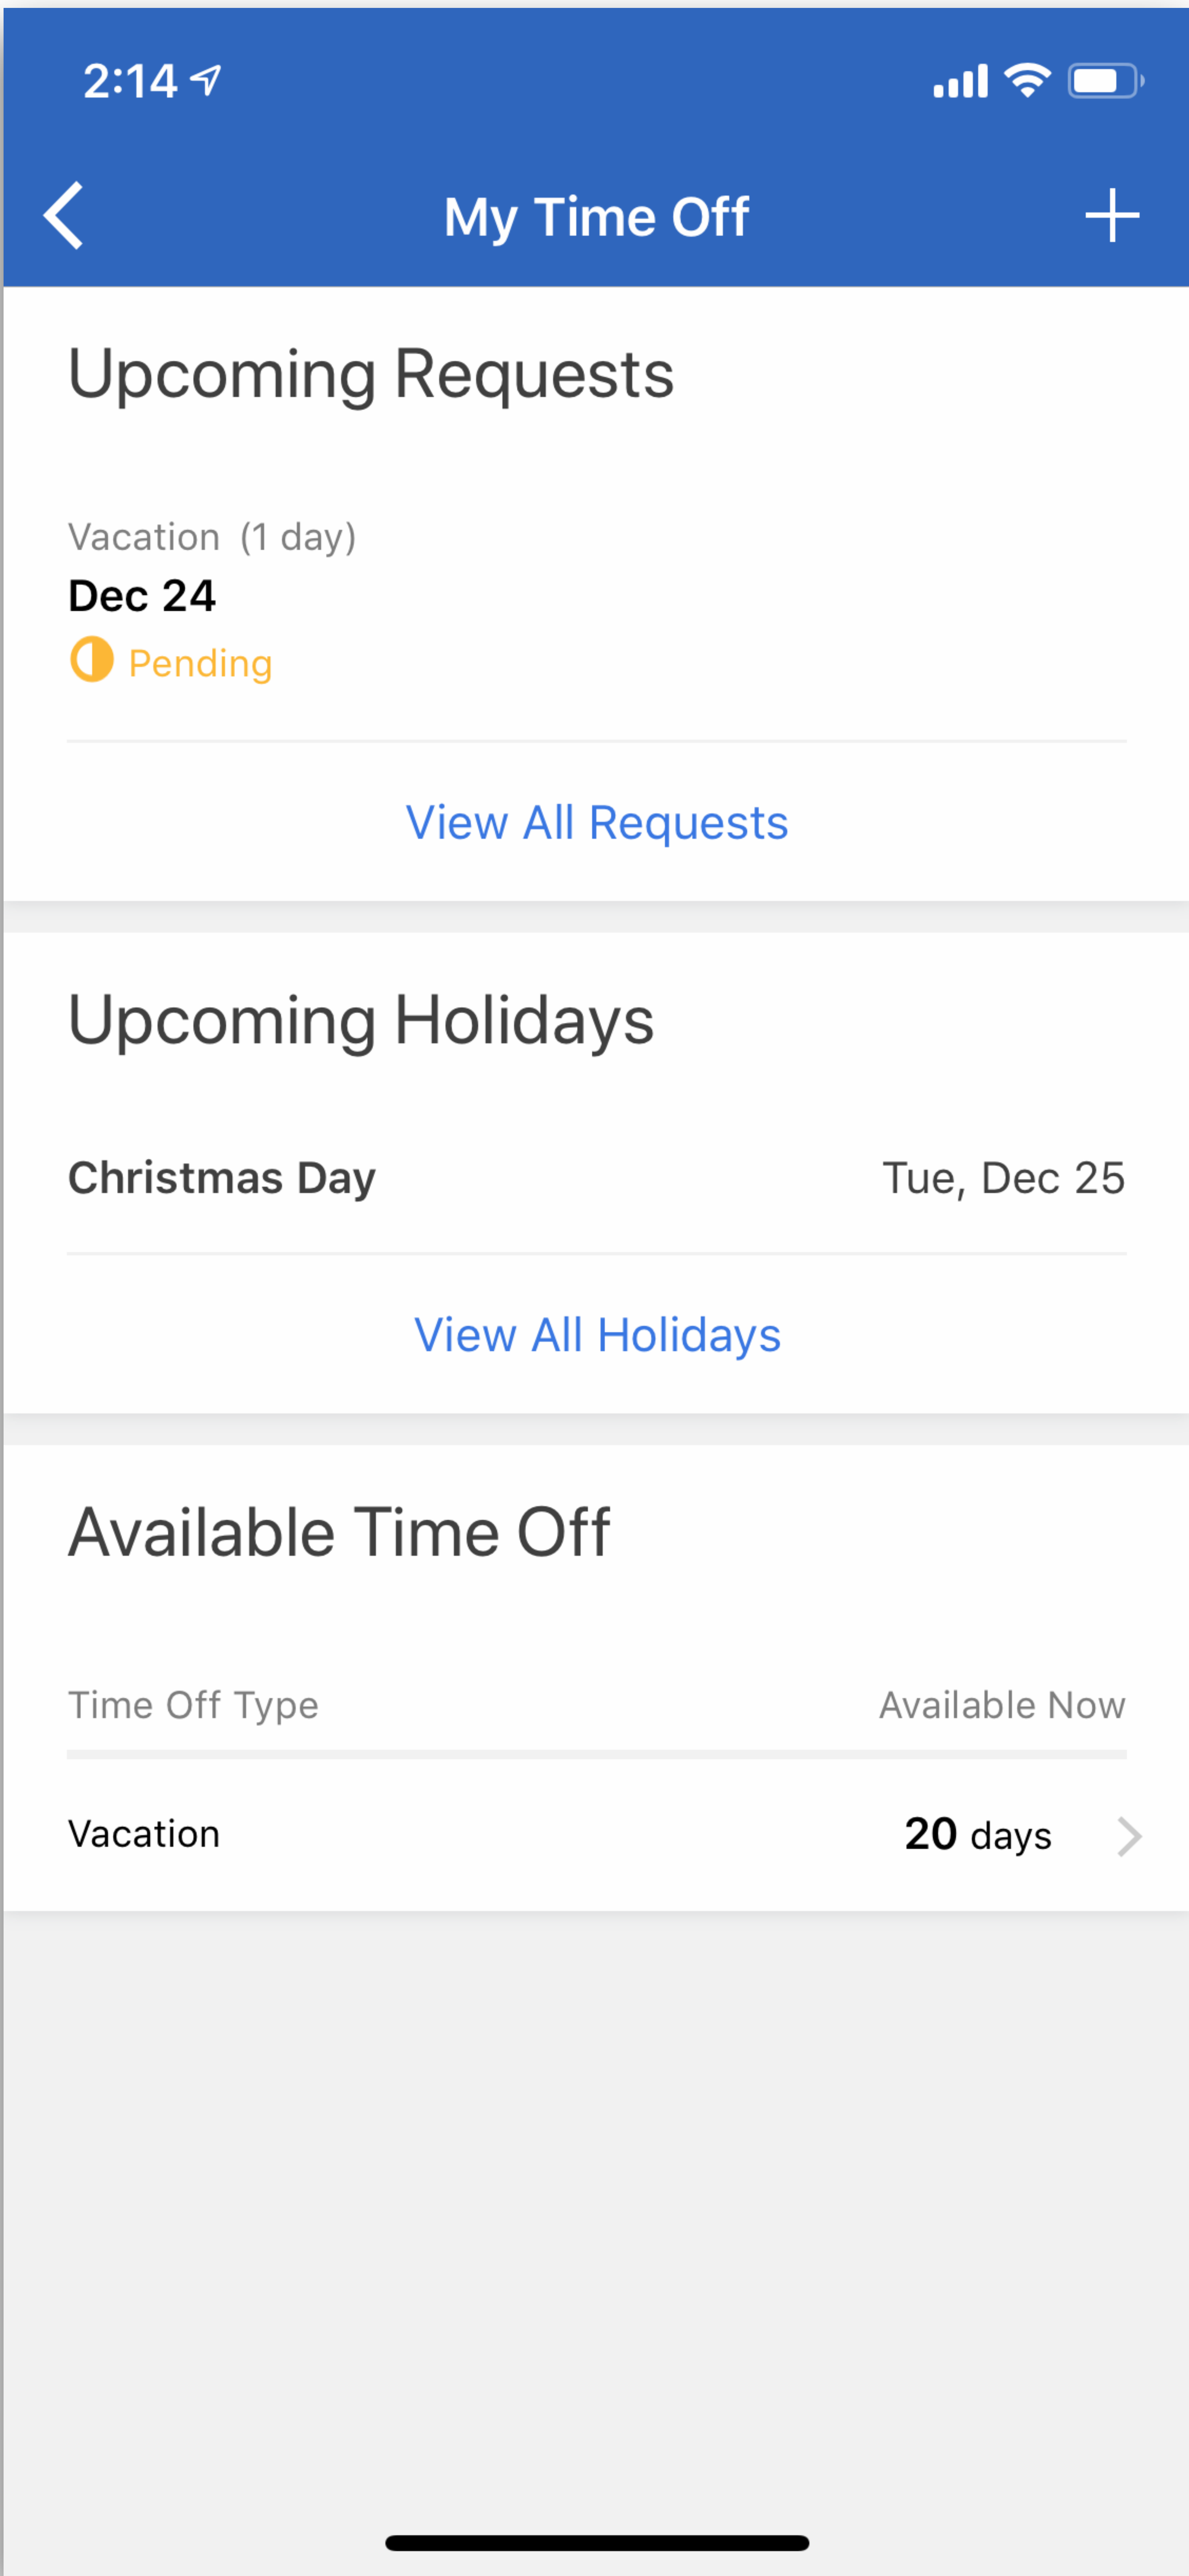 2:14
My Time Off
Upcoming Requests
Vacation (1 day)
Dec 24
Pending
View All Requests
Upcoming Holidays
Christmas Day Tue, Dec 25
View All Holidays
Available Time Off
Time Off Type Available Now
Vacation 20 days